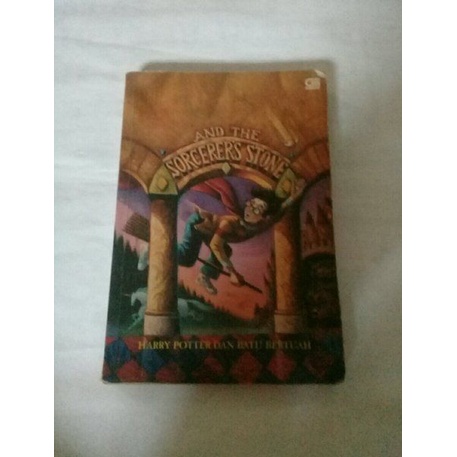 AND THE
SORCERER'S STONE
HARRY POTTER DAN BATU BERTUAH